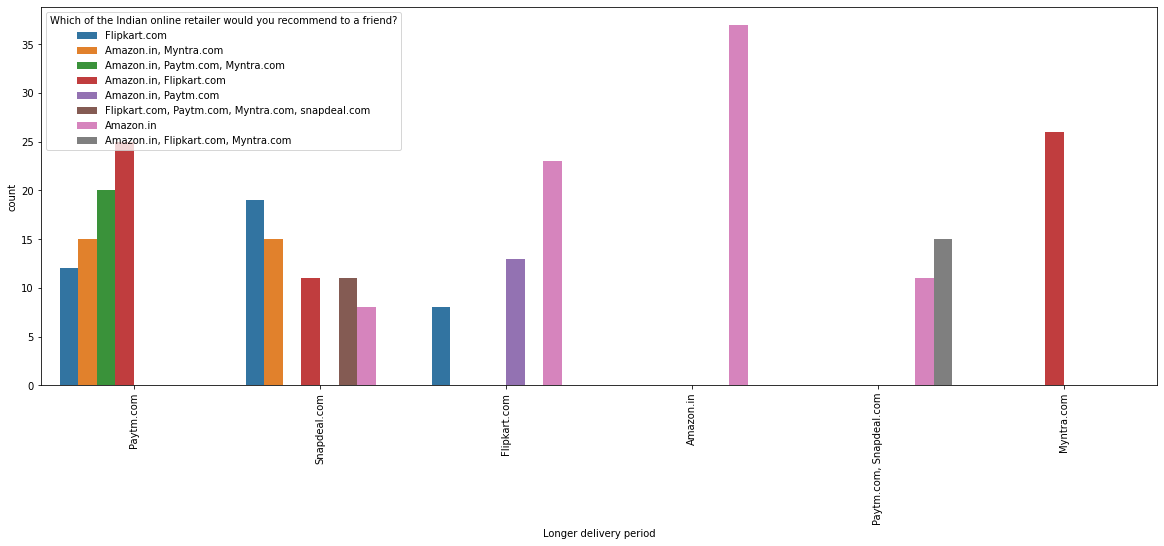 Which of the Indian online retailer would you recommend to a friend?
Flipkart.com
Amazon.in, Myntra.com
Amazon.in, Paytm.com, Myntra.com
Amazon.in, Flipkart.com
Amazon.in, Paytm.com
Flipkart.com, Paytm.com, Myntra.com, snapdeal.com
Amazon.in
Amazon.in, Flipkart.com, Myntra.com
35
30
25
20
15
10
5
0
count
Paytm.com
Snapdeal.com
Flipkart.com
Amazon.in
Paytm.com, Snapdeal.com
Myntra.com
Longer delivery period